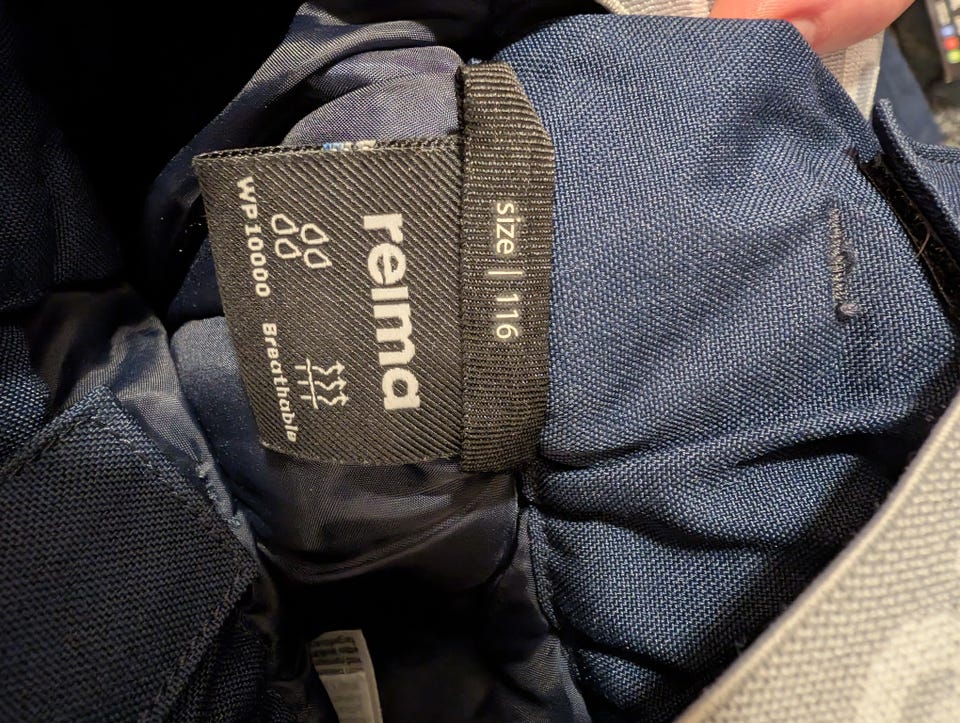 size | 116
reima
WP 10000 Breathable